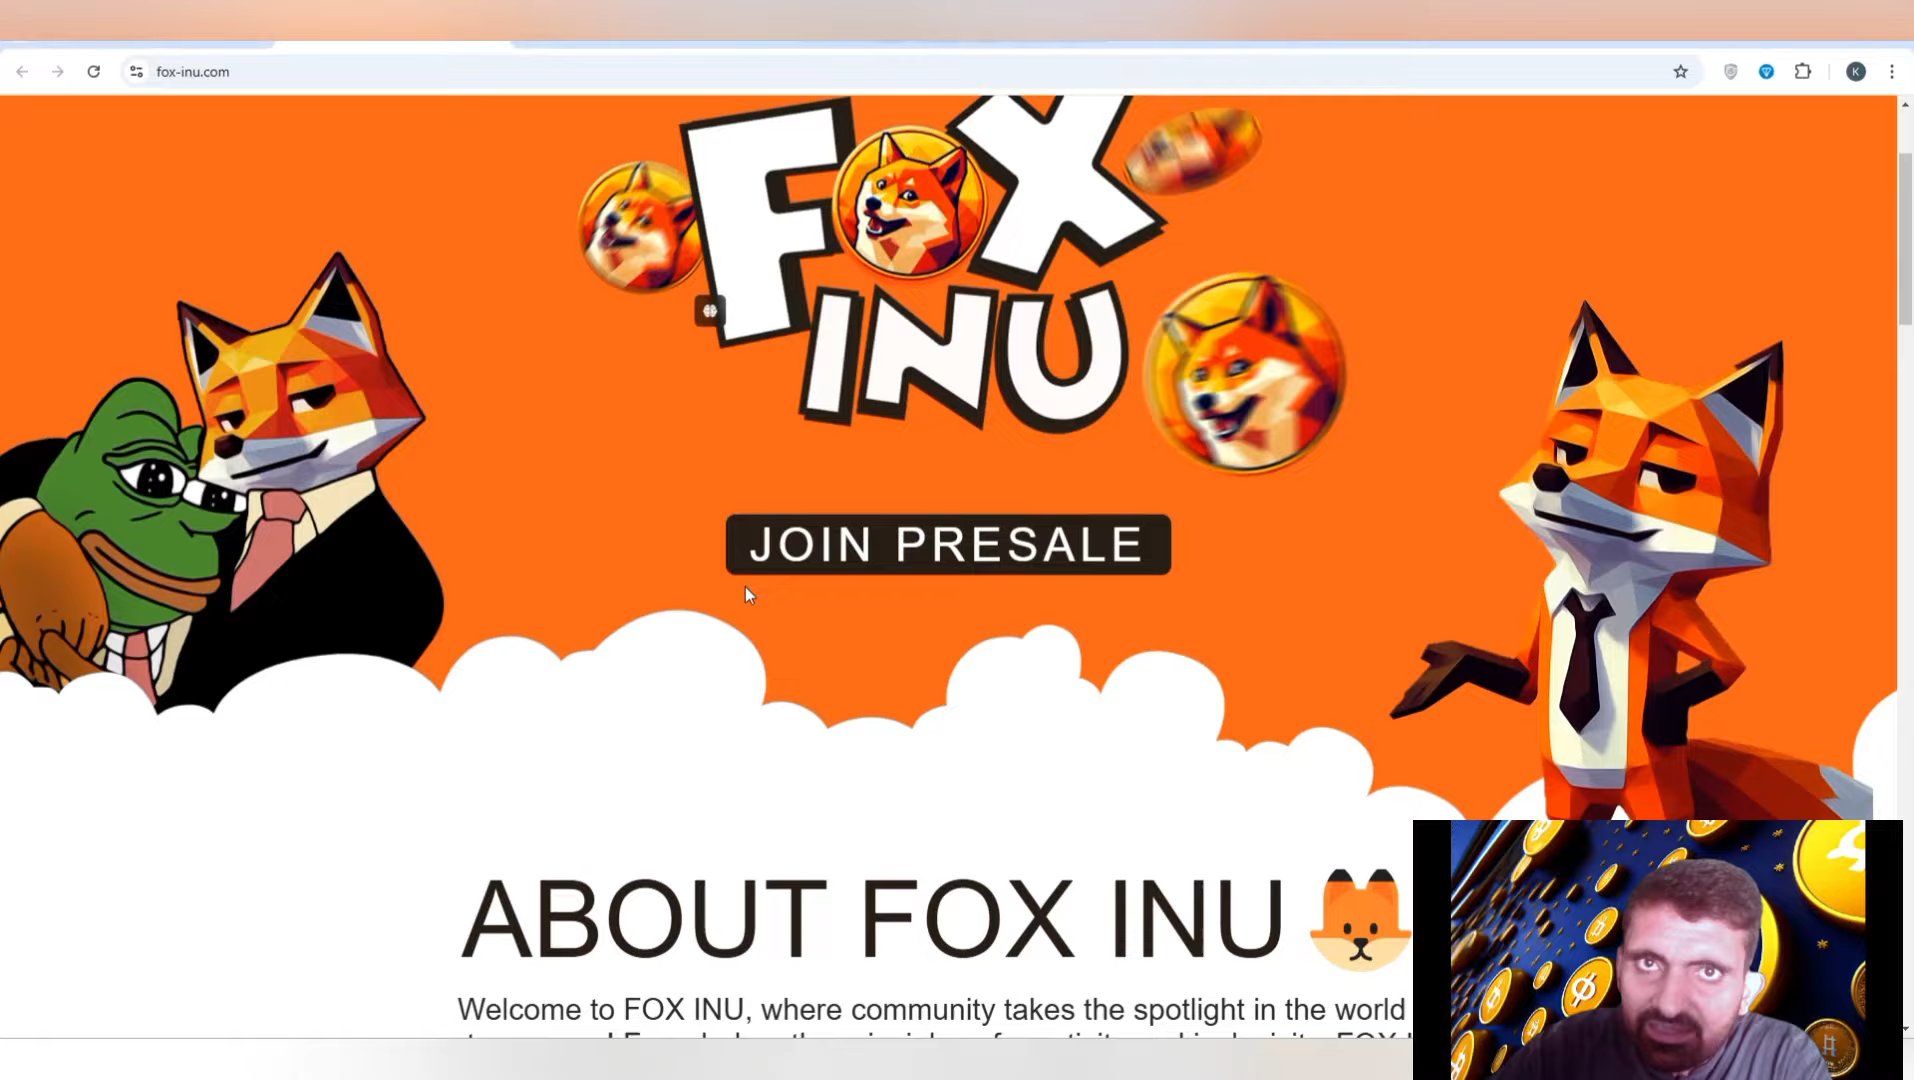 fox-inu.com
K
FOX
INU
JOIN PRESALE
ABOUT FOX INU
Welcome to FOX INU, where community takes the spotlight in the world